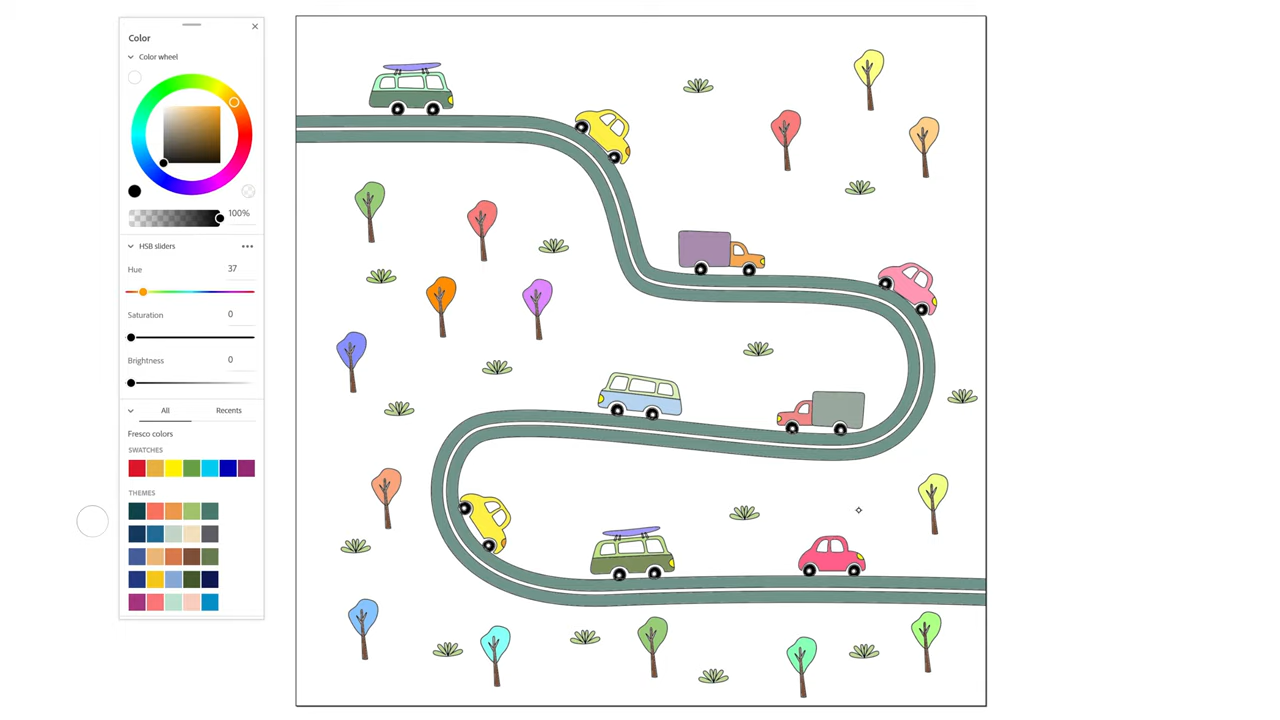 Color
Color wheel
100%
HSB sliders
Hue 37
Saturation 0
Brightness 0
All Recents
Fresco colors
SWATCHES
THEMES